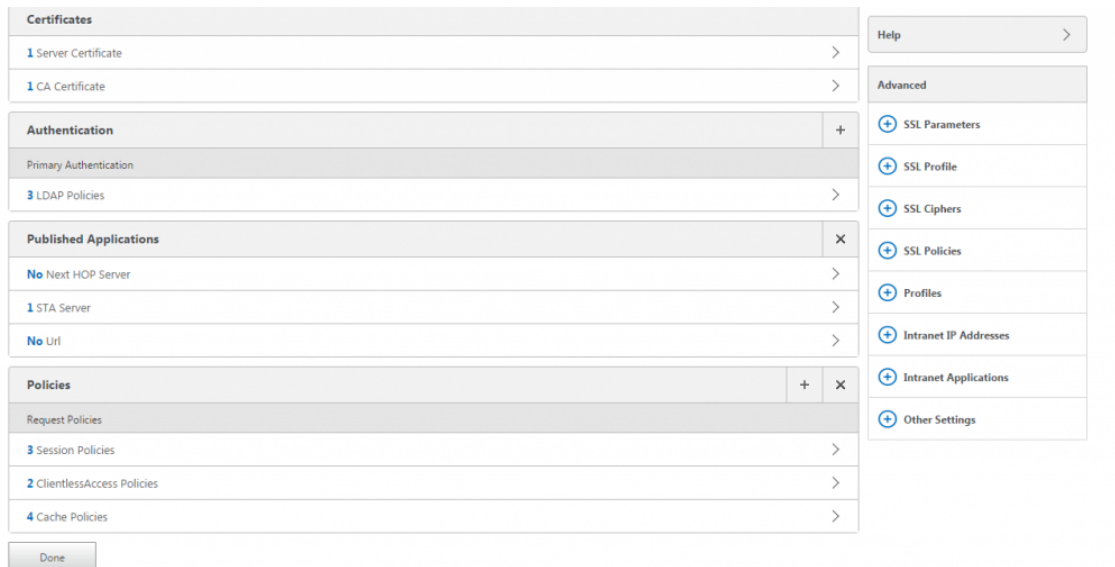 Certificates
1 Server Certificate
1 CA Certificate
Authentication
Primary Authentication
3 LDAP Policies
Published Applications
No Next HOP Server
1 STA Server
No Url
Policies
Request Policies
3 Session Policies
2 ClientlessAccess Policies
4 Cache Policies
Done
Help
Advanced
SSL Parameters
SSL Profile
SSL Ciphers
SSL Policies
Profiles
Intranet IP Addresses
Intranet Applications
Other Settings